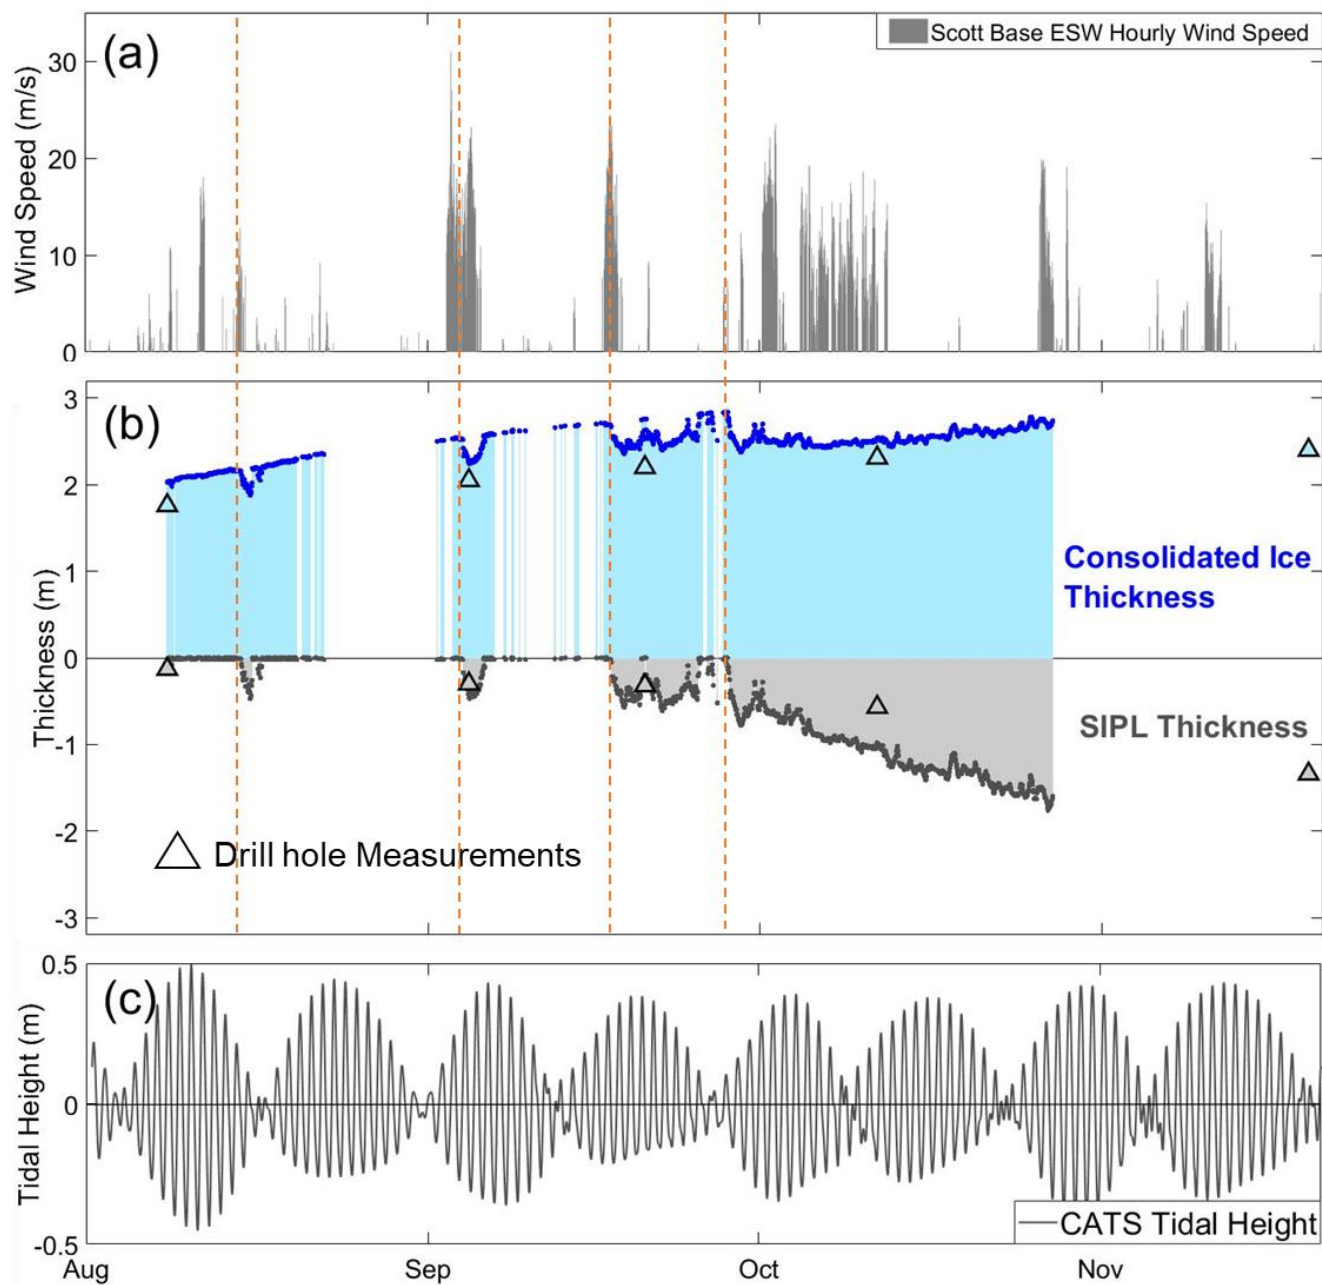 (a)
Scott Base ESW Hourly Wind Speed
Wind Speed (m/s)
30
20
10
0
(b)
Thickness (m)
3
2
1
0
-1
-2
-3
Consolidated Ice
Thickness
SIPL Thickness
Drill hole Measurements
(c)
Tidal Height (m)
0.5
0
-0.5
CATS Tidal Height
Aug
Sep
Oct
Nov